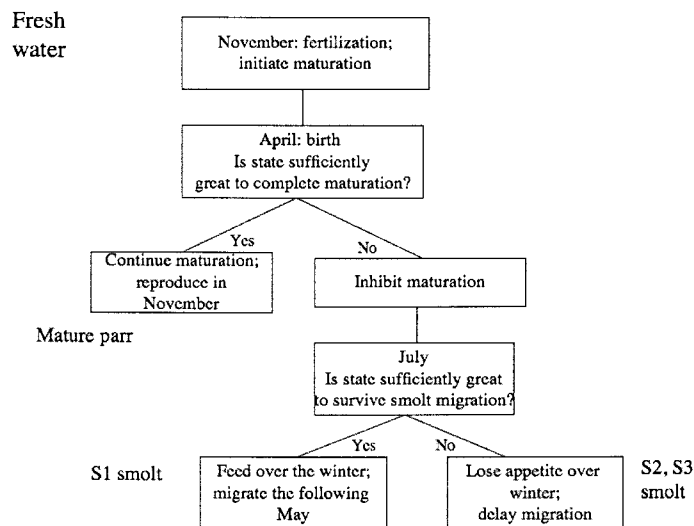 Fresh
water
November: fertilization;
initiate maturation
April: birth
Is state sufficiently
great to complete maturation?
Yes
No
Continue maturation;
reproduce in
November
Inhibit maturation
Mature parr
July
Is state sufficiently great
to survive smolt migration?
Yes
No
S1 smolt
Feed over the winter;
migrate the following
May
Lose appetite over
winter;
delay migration
S2, S3
smolt